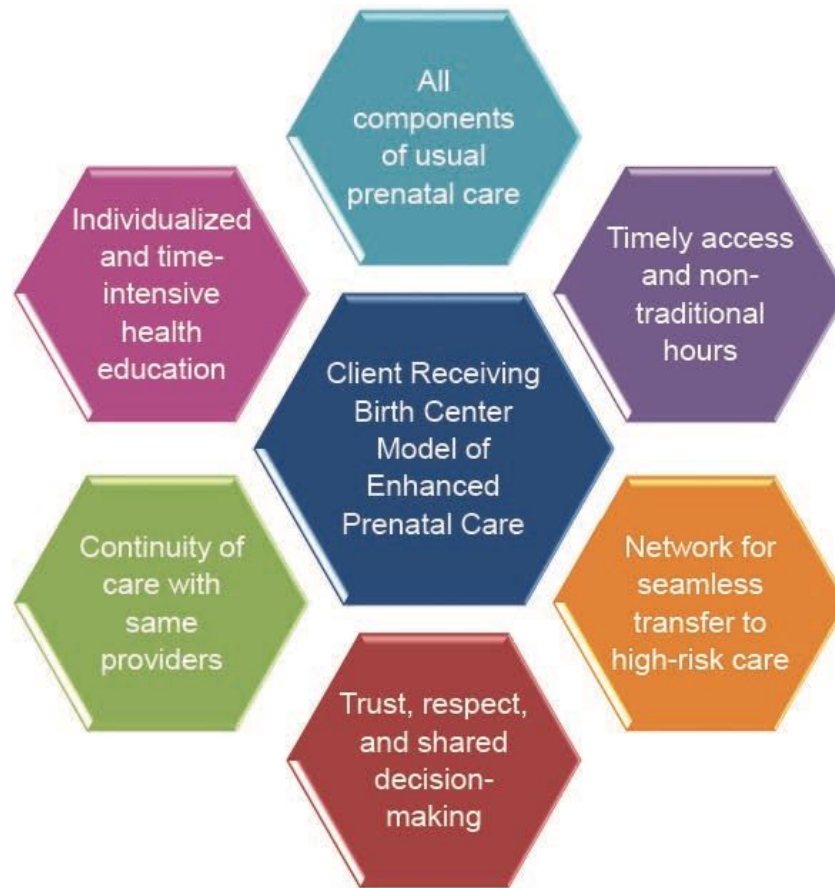 All
components
of usual
prenatal care
Individualized
and time-
intensive
health
education
Timely access
and non-
traditional
hours
Client Receiving
Birth Center
Model of
Enhanced
Prenatal Care
Continuity of
care with
same
providers
Network for
seamless
transfer to
high-risk care
Trust, respect,
and shared
decision-
making